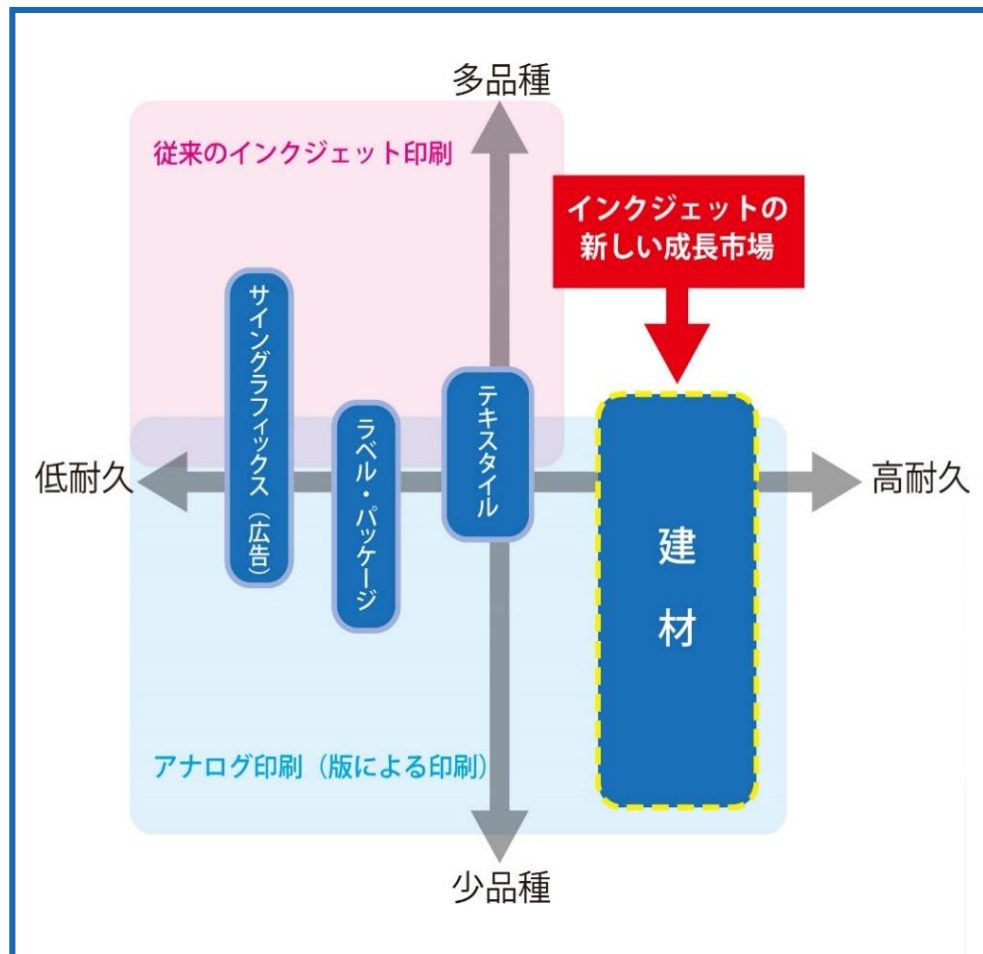 多品種
従来のインクジェット印刷
インクジェットの
新しい成長市場
サイングラフィックス（広告）
ラベル・パッケージ
テキスタイル
低耐久
高耐久
建材
アナログ印刷（版による印刷）
少品種